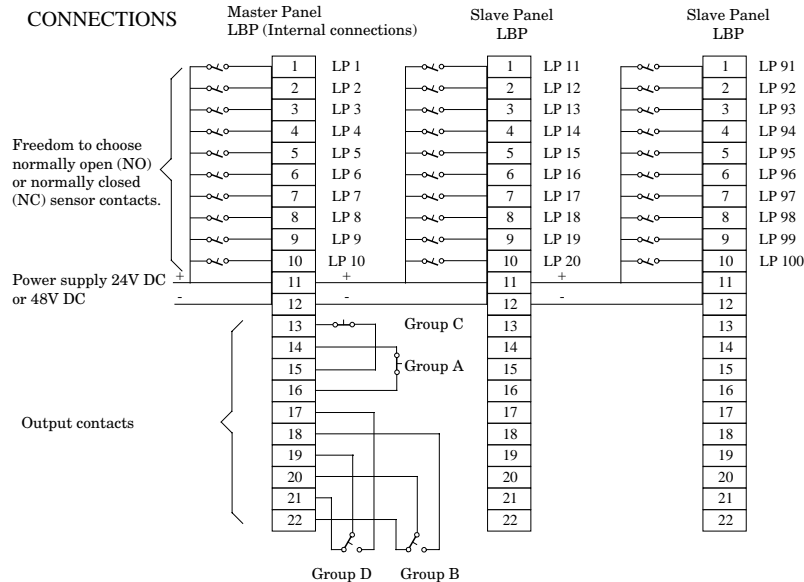 CONNECTIONS
Master Panel
LBP (Internal connections)
Slave Panel
LBP
Slave Panel
LBP
1 LP 1 1 LP 11 1 LP 91
2 LP 2 2 LP 12 2 LP 92
3 LP 3 3 LP 13 3 LP 93
4 LP 4 4 LP 14 4 LP 94
5 LP 5 5 LP 15 5 LP 95
6 LP 6 6 LP 16 6 LP 96
7 LP 7 7 LP 17 7 LP 97
8 LP 8 8 LP 18 8 LP 98
9 LP 9 9 LP 19 9 LP 99
10 LP 10 10 LP 20 10 LP 100
Freedom to choose
normally open (NO)
or normally closed
(NC) sensor contacts.
Power supply 24V DC
or 48V DC
+ 11 + 11 + 11
- 12 - 12 - 12
13 Group C 13 13
14 14 14
15 Group A 15 15
16 16 16
Output contacts
17 17 17
18 18 18
19 19 19
20 20 20
21 21 21
22 22 22
Group D Group B